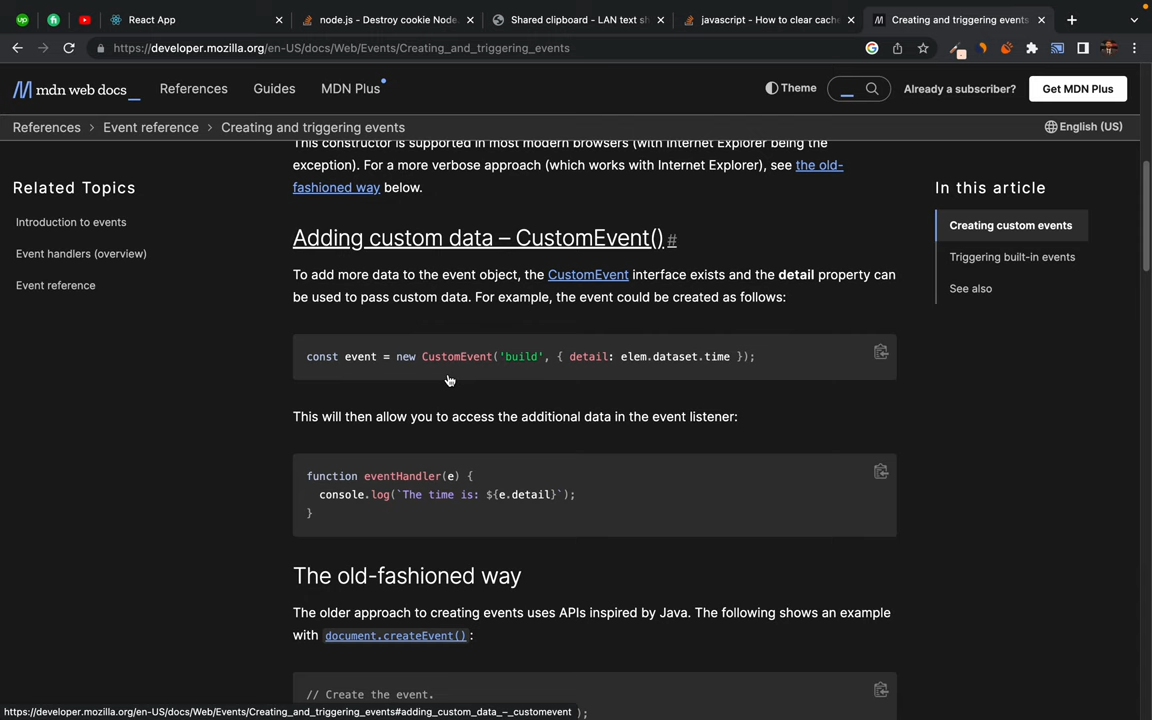 React App
node.js - Destroy cookie Node.
Shared clipboard - LAN text sh
javascript - How to clear cache
Creating and triggering events
https://developer.mozilla.org/en-US/docs/Web/Events/Creating_and_triggering_events
mdn web docs_
References
Guides
MDN Plus
Theme
Already a subscriber?
Get MDN Plus
References > Event reference > Creating and triggering events
English (US)
Related Topics
Introduction to events
Event handlers (overview)
Event reference
This constructor is supported in most modern browsers (with Internet Explorer being the
exception). For a more verbose approach (which works with Internet Explorer), see the old-
fashioned way below.
Adding custom data – CustomEvent() #
To add more data to the event object, the CustomEvent interface exists and the detail property can
be used to pass custom data. For example, the event could be created as follows:
const event = new CustomEvent('build', { detail: elem.dataset.time });
This will then allow you to access the additional data in the event listener:
function eventHandler(e) {
console.log(`The time is: ${e.detail}`);
}
The old-fashioned way
The older approach to creating events uses APIs inspired by Java. The following shows an example
with document.createEvent():
// Create the event.
);
In this article
Creating custom events
Triggering built-in events
See also
https://developer.mozilla.org/en-US/docs/Web/Events/Creating_and_triggering_events#adding_custom_data_–_customevent